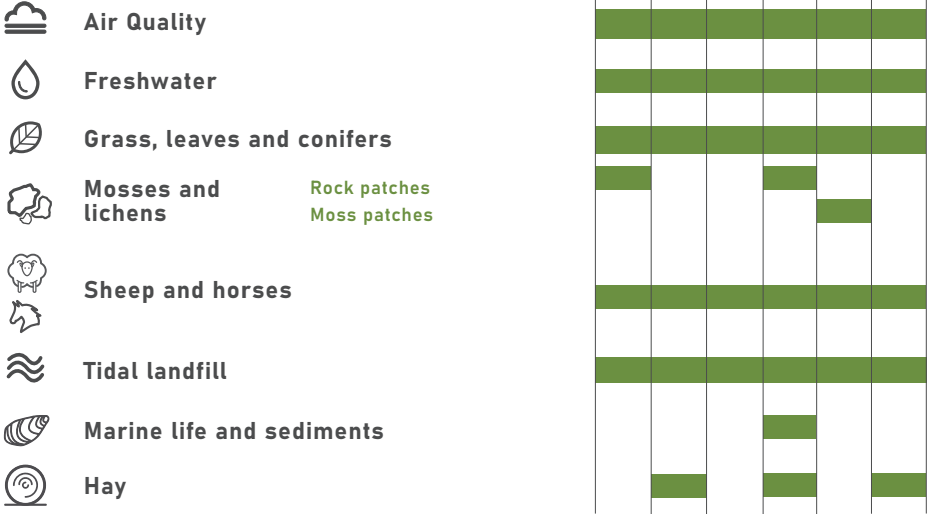 Air Quality
Freshwater
Grass, leaves and conifers
Mosses and
lichens
Rock patches
Moss patches
Sheep and horses
Tidal landfill
Marine life and sediments
Hay